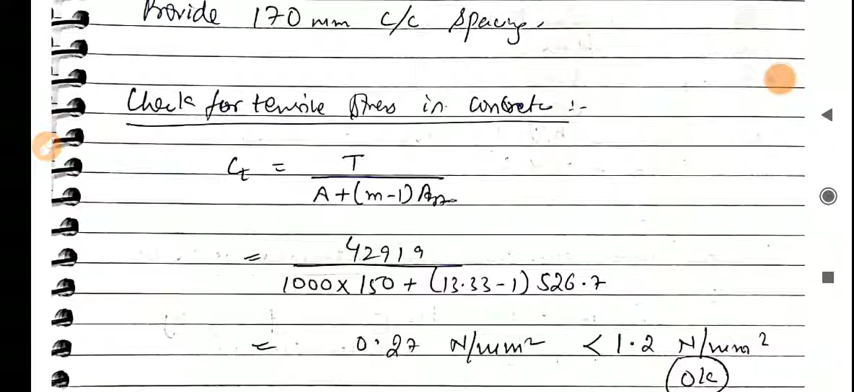 Provide 170 mm c/c spacing.
Check for tensile stress in concrete :-
Ct = T / A+(m-1)Ast
= 42919 / 1000 x 150 + (13.33-1) 526.7
= 0.27 N/mm² < 1.2 N/mm²
Ok